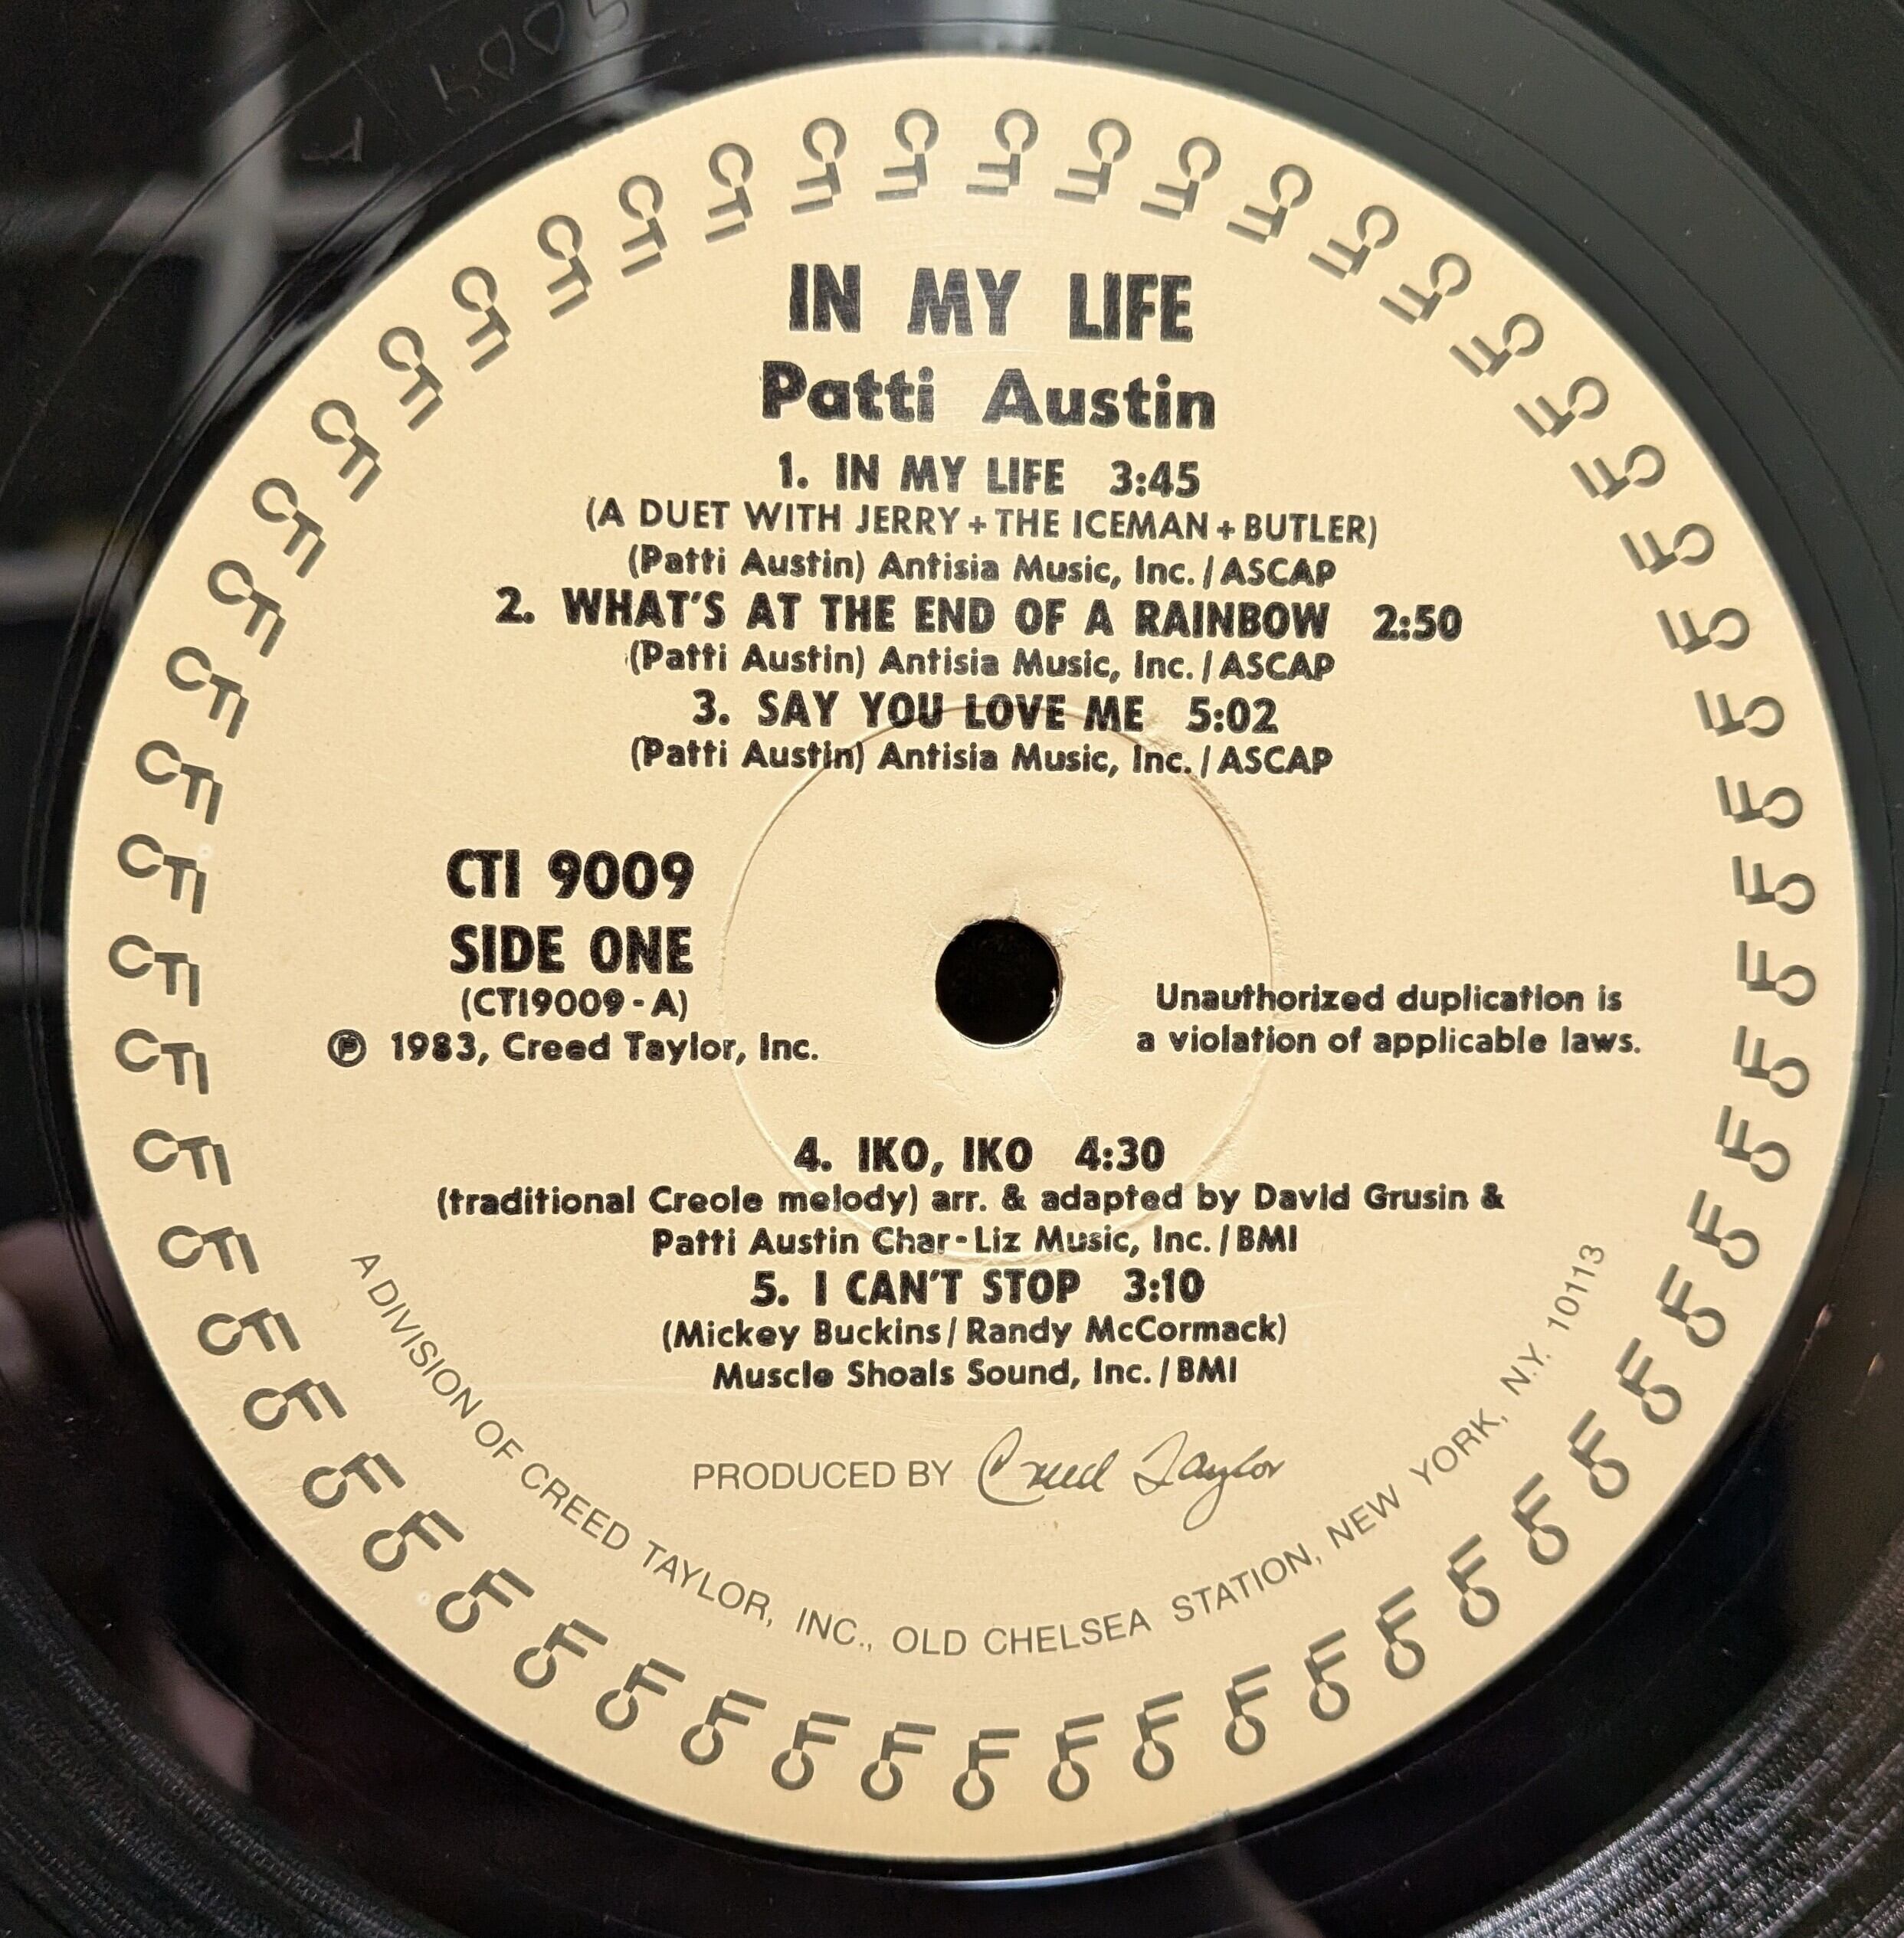 IN MY LIFE
Patti Austin
1. IN MY LIFE 3:45
(A DUET WITH JERRY + THE ICEMAN + BUTLER)
(Patti Austin) Antisia Music, Inc. / ASCAP
2. WHAT'S AT THE END OF A RAINBOW 2:50
(Patti Austin) Antisia Music, Inc. / ASCAP
3. SAY YOU LOVE ME 5:02
(Patti Austin) Antisia Music, Inc. / ASCAP
CTI 9009
SIDE ONE
(CTI9009-A)
℗ 1983, Creed Taylor, Inc.
Unauthorized duplication is
a violation of applicable laws.
4. IKO, IKO 4:30
(traditional Creole melody) arr. & adapted by David Grusin &
Patti Austin Char-Liz Music, Inc. / BMI
5. I CAN'T STOP 3:10
(Mickey Buckins / Randy McCormack)
Muscle Shoals Sound, Inc. / BMI
PRODUCED BY Creed Taylor
A DIVISION OF CREED TAYLOR, INC., OLD CHELSEA STATION, NEW YORK, N.Y. 10113
CTI